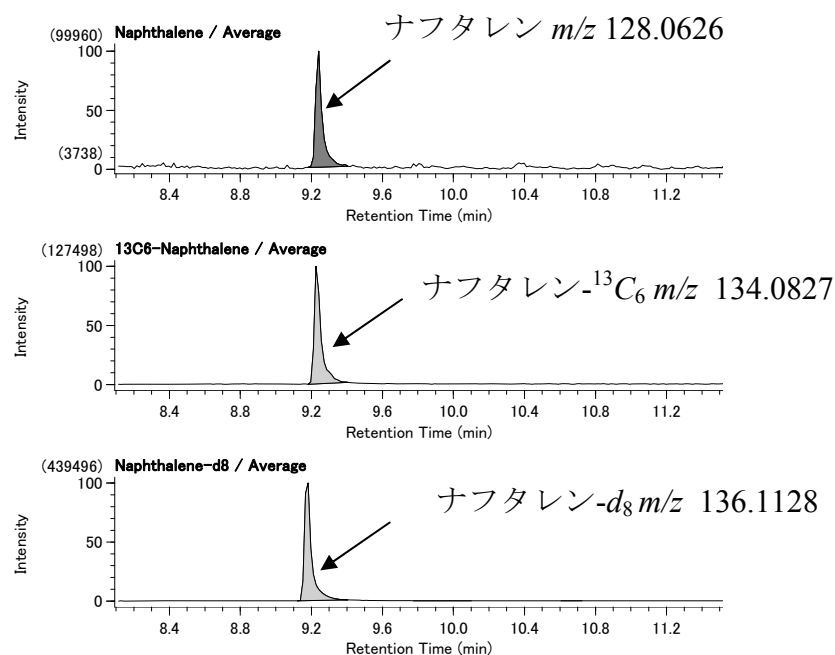 ナフタレン m/z 128.0626
(99960) Naphthalene / Average
100
50
(3738)
0
Intensity
8.4 8.8 9.2 9.6 10.0 10.4 10.8 11.2
Retention Time (min)
(127498) 13C6-Naphthalene / Average
ナフタレン-¹³C₆ m/z 134.0827
100
50
0
Intensity
8.4 8.8 9.2 9.6 10.0 10.4 10.8 11.2
Retention Time (min)
(439496) Naphthalene-d8 / Average
ナフタレン-d₈ m/z 136.1128
100
50
0
Intensity
8.4 8.8 9.2 9.6 10.0 10.4 10.8 11.2
Retention Time (min)